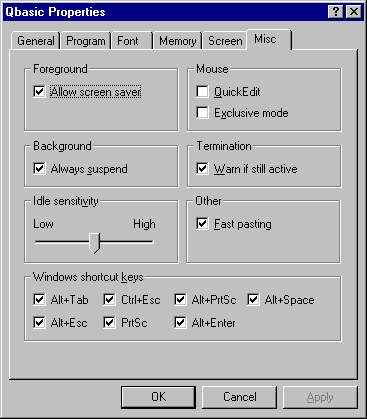 Qbasic Properties
General Program Font Memory Screen Misc
Foreground
Allow screen saver
Mouse
QuickEdit
Exclusive mode
Background
Always suspend
Termination
Warn if still active
Idle sensitivity
Low High
Other
Fast pasting
Windows shortcut keys
Alt+Tab Ctrl+Esc Alt+PrtSc Alt+Space
Alt+Esc PrtSc Alt+Enter
OK Cancel Apply